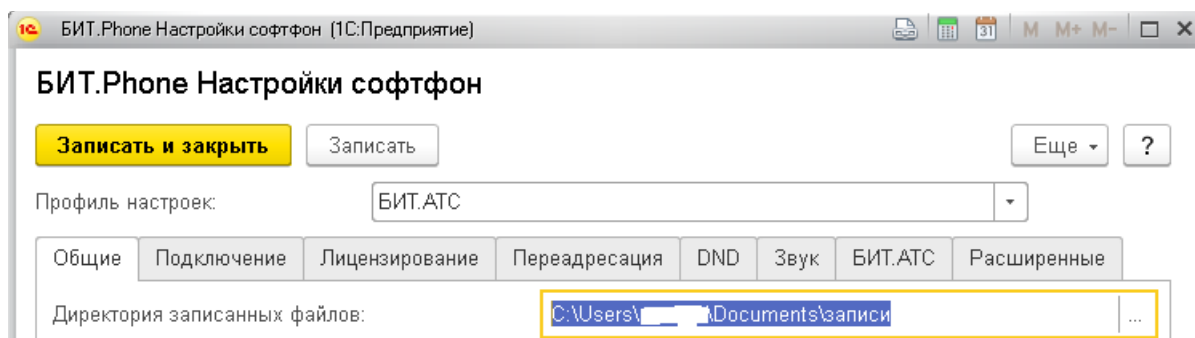 1С БИТ.Phone Настройки софтфон (1С:Предприятие) 31 M M+ M-
БИТ.Phone Настройки софтфон
Записать и закрыть Записать Еще ?
Профиль настроек: БИТ.АТС
Общие Подключение Лицензирование Переадресация DND Звук БИТ.АТС Расширенные
Директория записанных файлов: C:\Users\ \Documents\записи ...